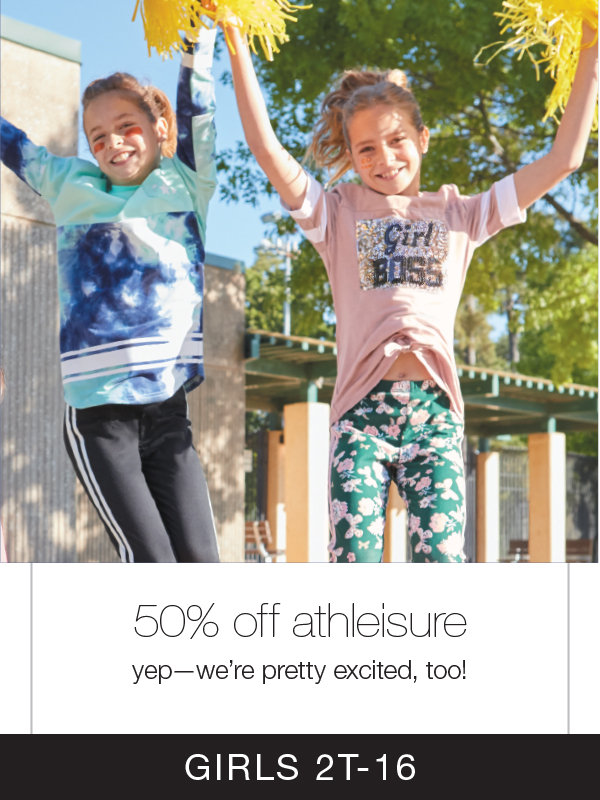 Girl
BOSS
50% off athleisure
yep—we’re pretty excited, too!
GIRLS 2T-16